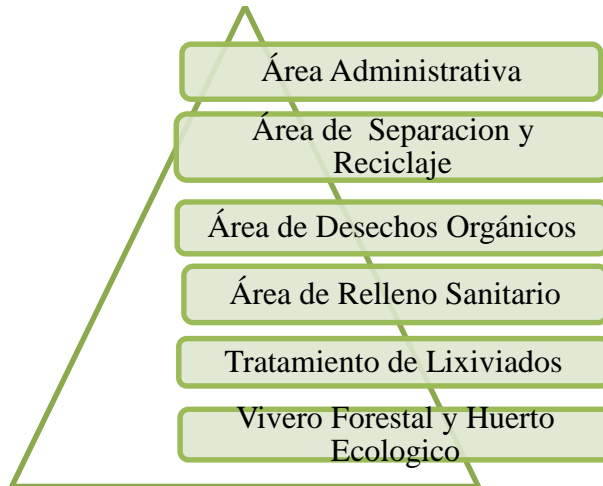 Área Administrativa
Área de Separacion y
Reciclaje
Área de Desechos Orgánicos
Área de Relleno Sanitario
Tratamiento de Lixiviados
Vivero Forestal y Huerto
Ecologico